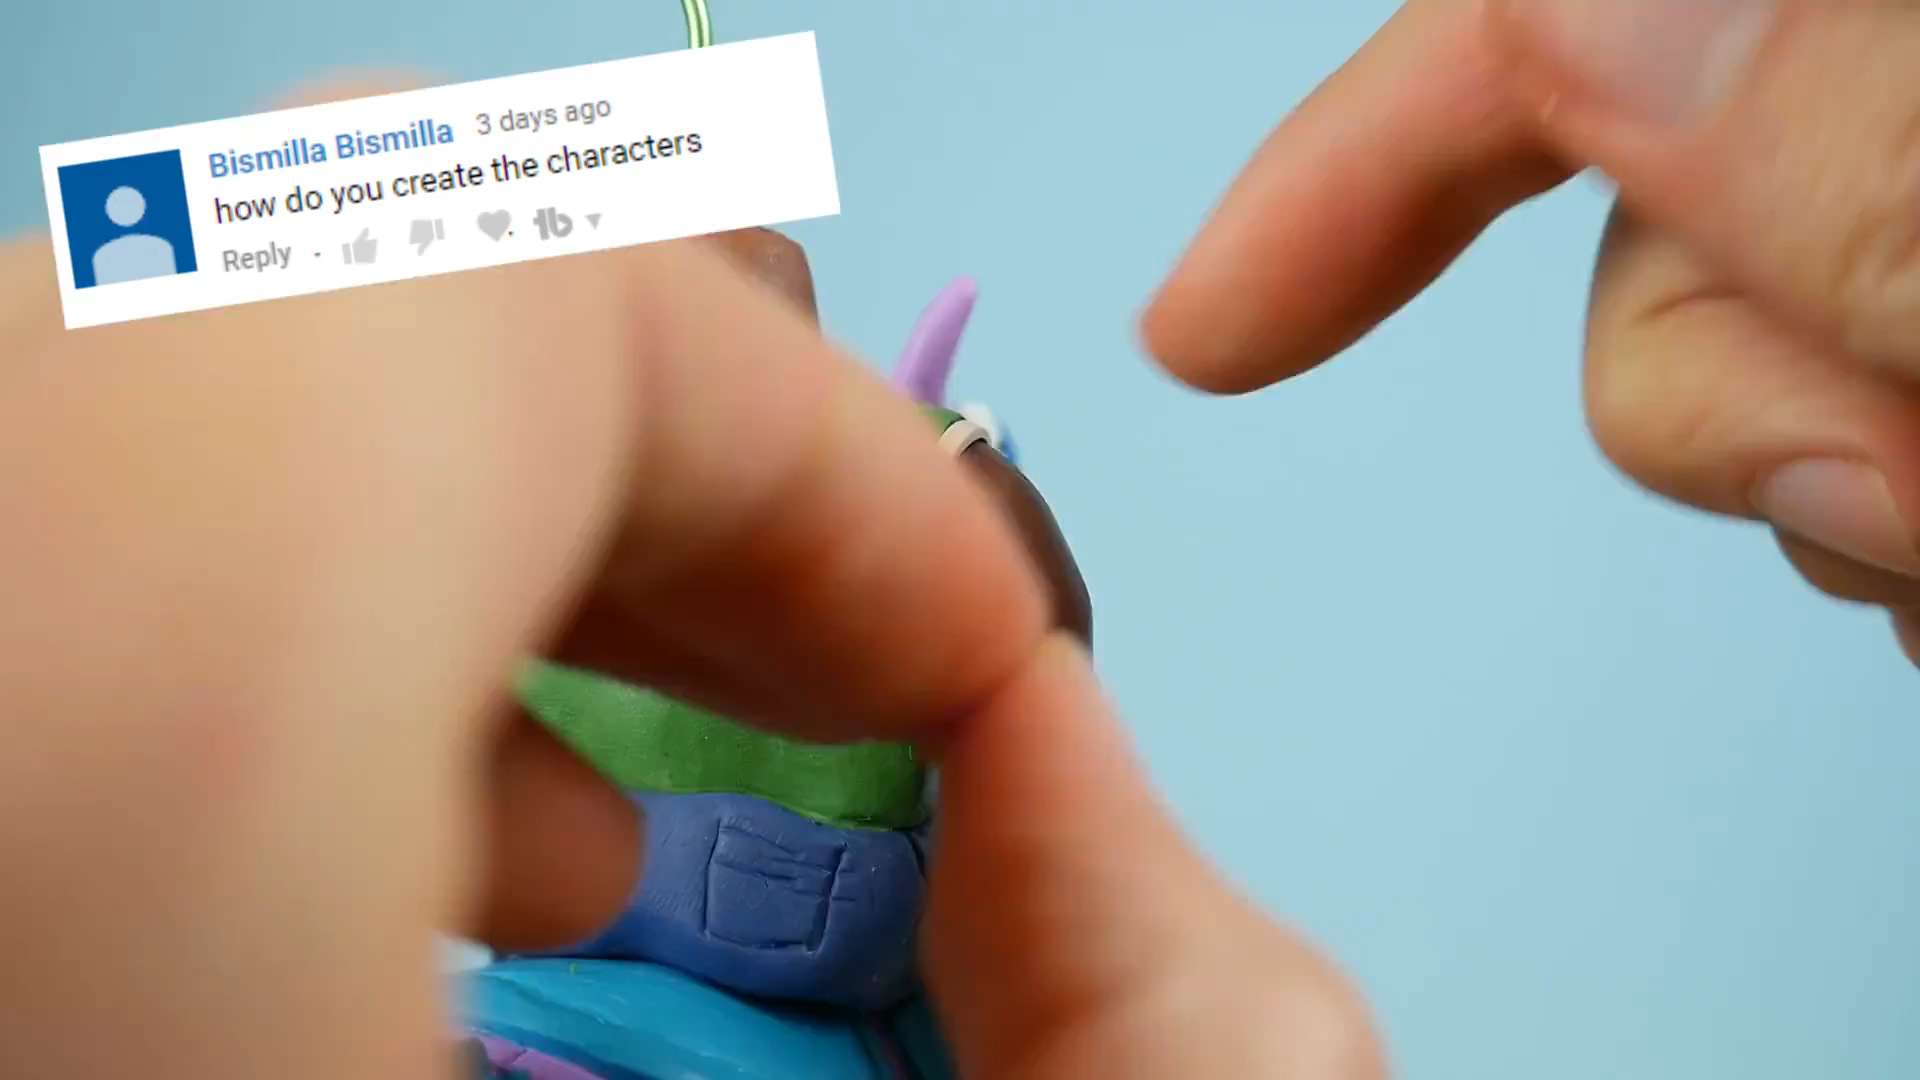 Bismilla Bismilla 3 days ago
how do you create the characters
Reply